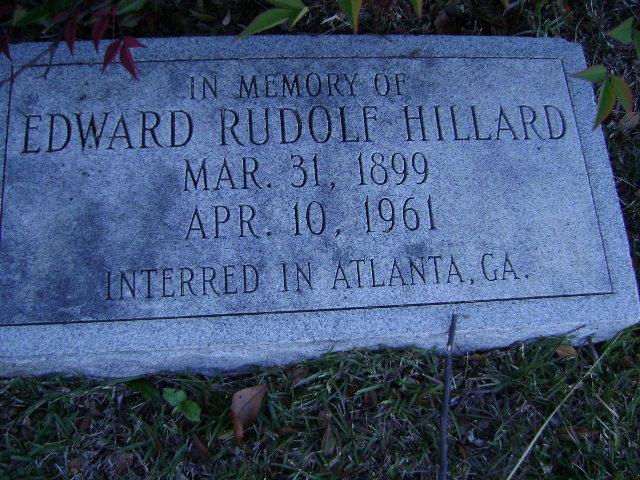 IN MEMORY OF
EDWARD RUDOLF HILLARD
MAR. 31, 1899
APR. 10, 1961
INTERRED IN ATLANTA, GA.